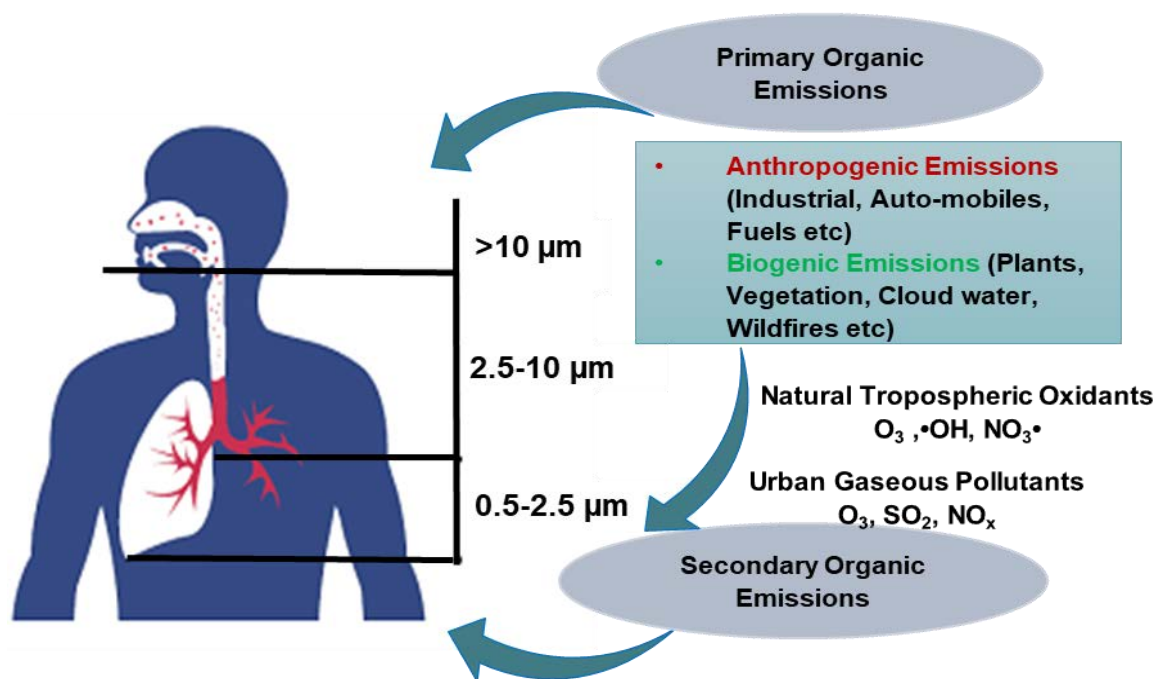 Primary Organic
Emissions
• Anthropogenic Emissions
(Industrial, Auto-mobiles,
Fuels etc)
• Biogenic Emissions (Plants,
Vegetation, Cloud water,
Wildfires etc)
>10 µm
2.5-10 µm
0.5-2.5 µm
Natural Tropospheric Oxidants
O₃ ,•OH, NO₃•
Urban Gaseous Pollutants
O₃, SO₂, NOₓ
Secondary Organic
Emissions